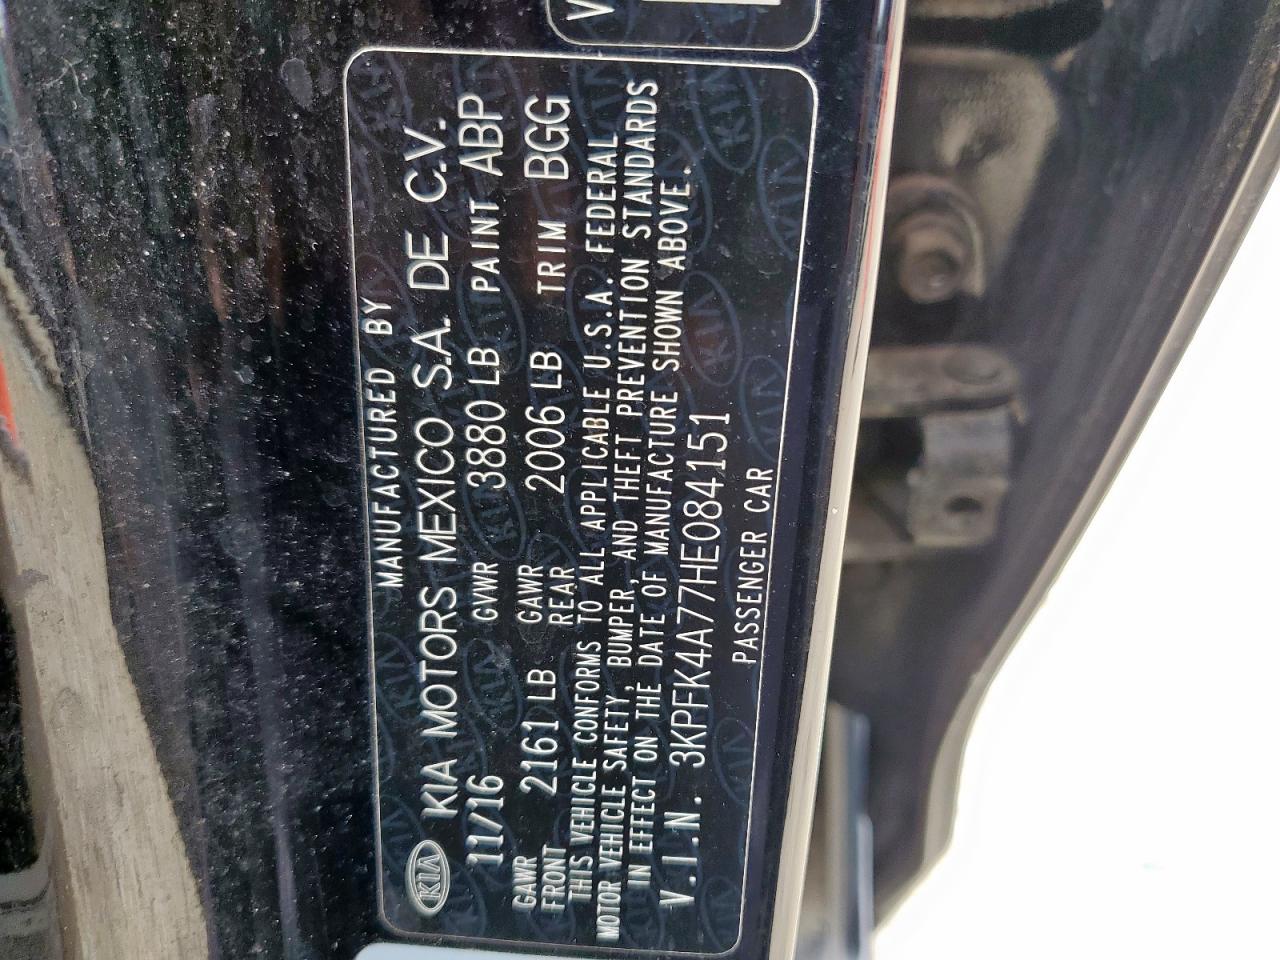 MANUFACTURED BY
KIA KIA MOTORS MEXICO S.A. DE C.V.
11/16 GVWR 3880 LB PAINT ABP
GAWR FRONT 2161 LB GAWR REAR 2006 LB TRIM BGG
THIS VEHICLE CONFORMS TO ALL APPLICABLE U.S.A. FEDERAL
MOTOR VEHICLE SAFETY, BUMPER, AND THEFT PREVENTION STANDARDS
IN EFFECT ON THE DATE OF MANUFACTURE SHOWN ABOVE.
V.I.N. 3KPFK4A77HE084151
PASSENGER CAR